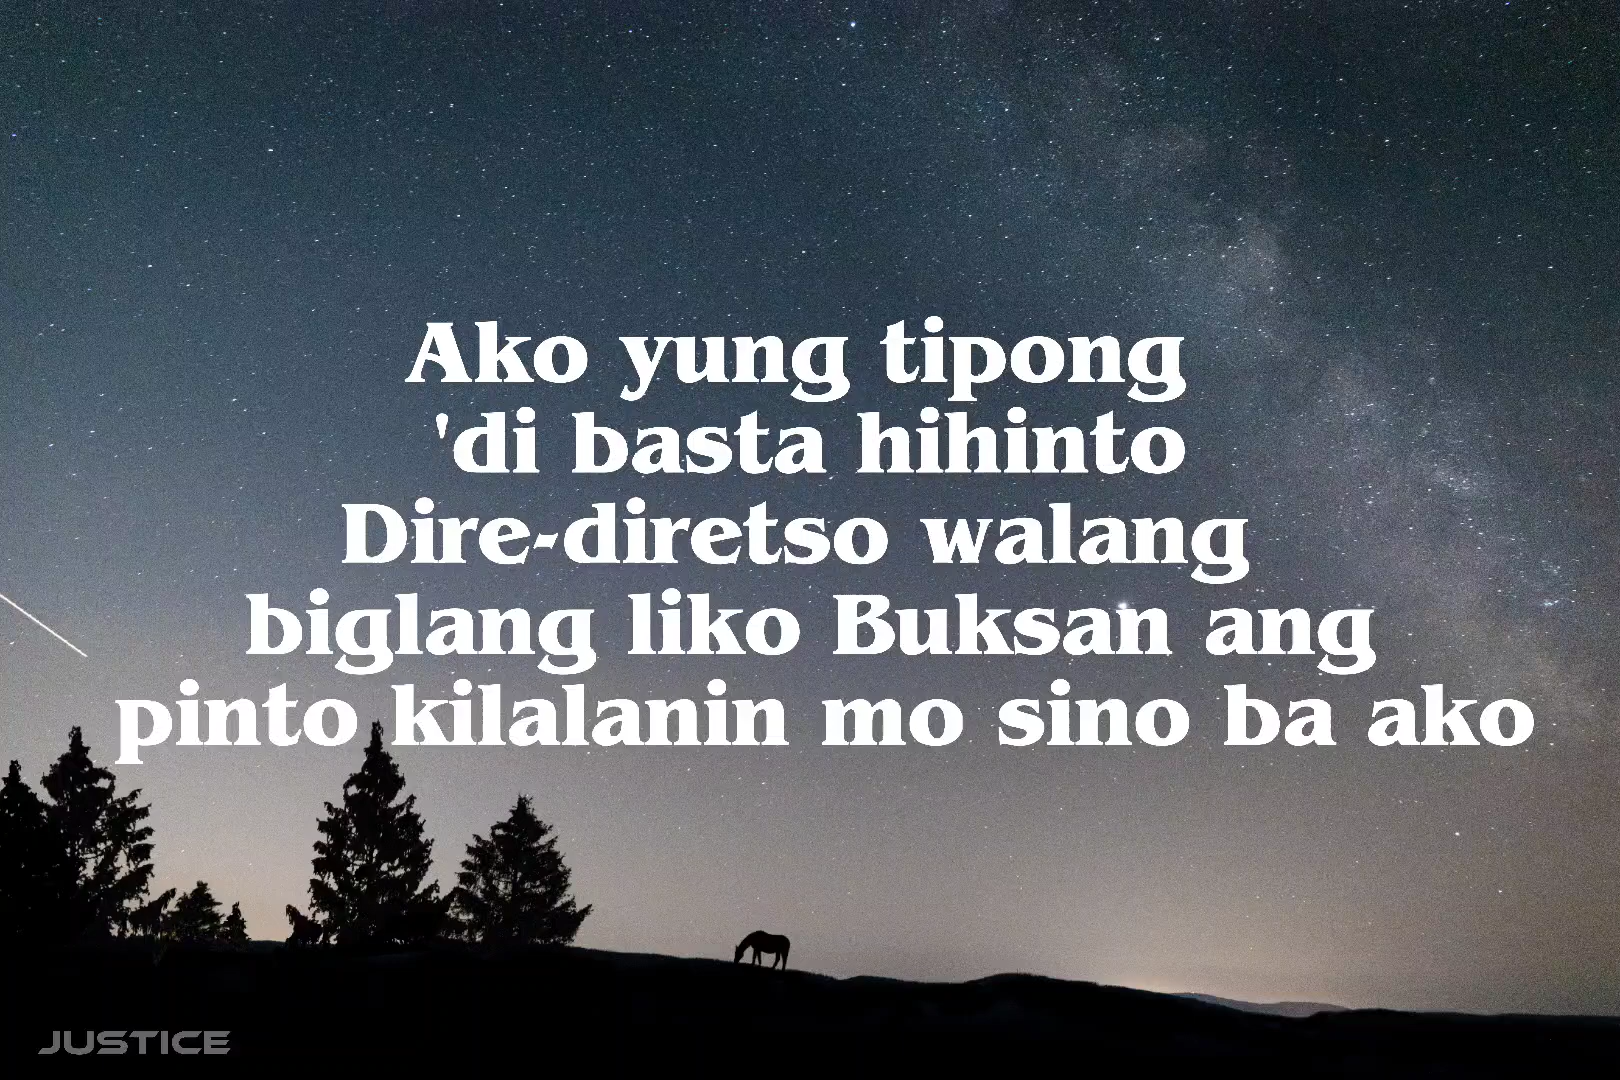 Ako yung tipong
'di basta hihinto
Dire-diretso walang
biglang liko Buksan ang
pinto kilalanin mo sino ba ako
JUSTICE